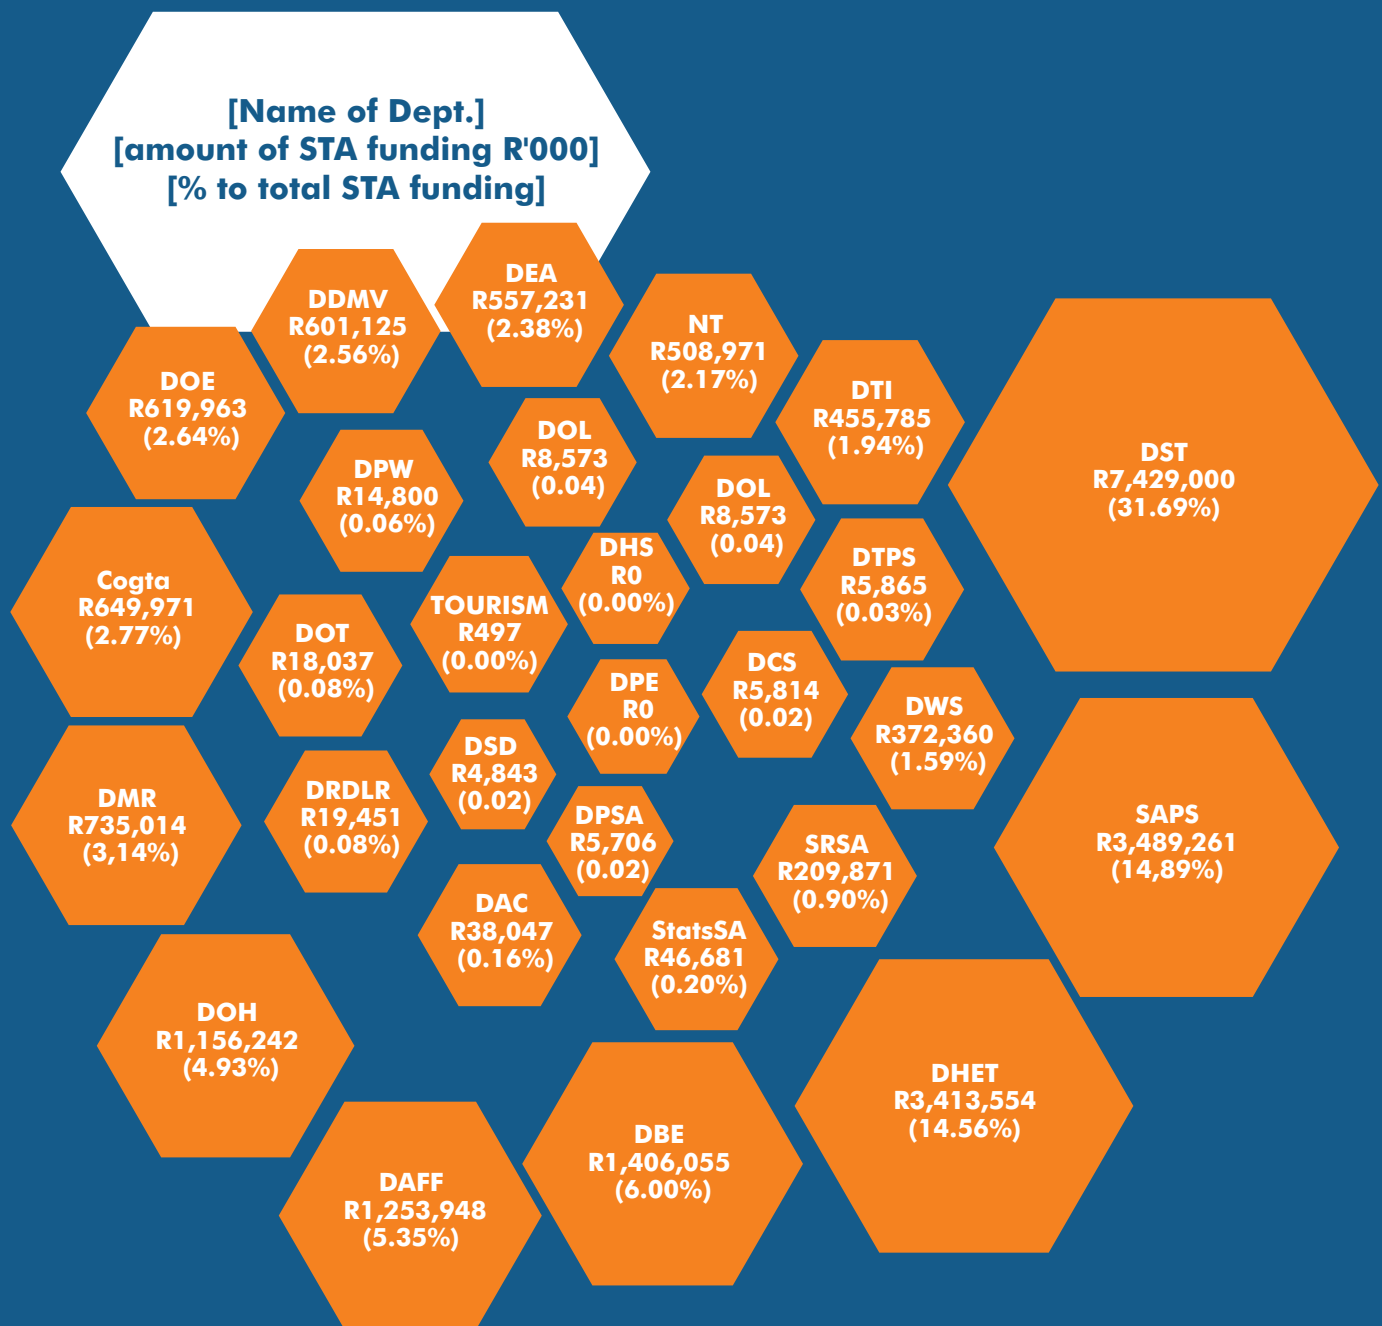 [Name of Dept.]
[amount of STA funding R'000]
[% to total STA funding]
DEA
R557,231
(2.38%)
DDMV
R601,125
(2.56%)
NT
R508,971
(2.17%)
DOE
R619,963
(2.64%)
DTI
R455,785
(1.94%)
DST
R7,429,000
(31.69%)
DOL
R8,573
(0.04)
DPW
R14,800
(0.06%)
DOL
R8,573
(0.04)
DHS
R0
(0.00%)
DTPS
R5,865
(0.03%)
Cogta
R649,971
(2.77%)
TOURISM
R497
(0.00%)
DOT
R18,037
(0.08%)
DCS
R5,814
(0.02)
DPE
R0
(0.00%)
DWS
R372,360
(1.59%)
DSD
R4,843
(0.02)
DRDLR
R19,451
(0.08%)
DMR
R735,014
(3,14%)
DPSA
R5,706
(0.02)
SAPS
R3,489,261
(14,89%)
SRSA
R209,871
(0.90%)
DAC
R38,047
(0.16%)
StatsSA
R46,681
(0.20%)
DOH
R1,156,242
(4.93%)
DHET
R3,413,554
(14.56%)
DBE
R1,406,055
(6.00%)
DAFF
R1,253,948
(5.35%)